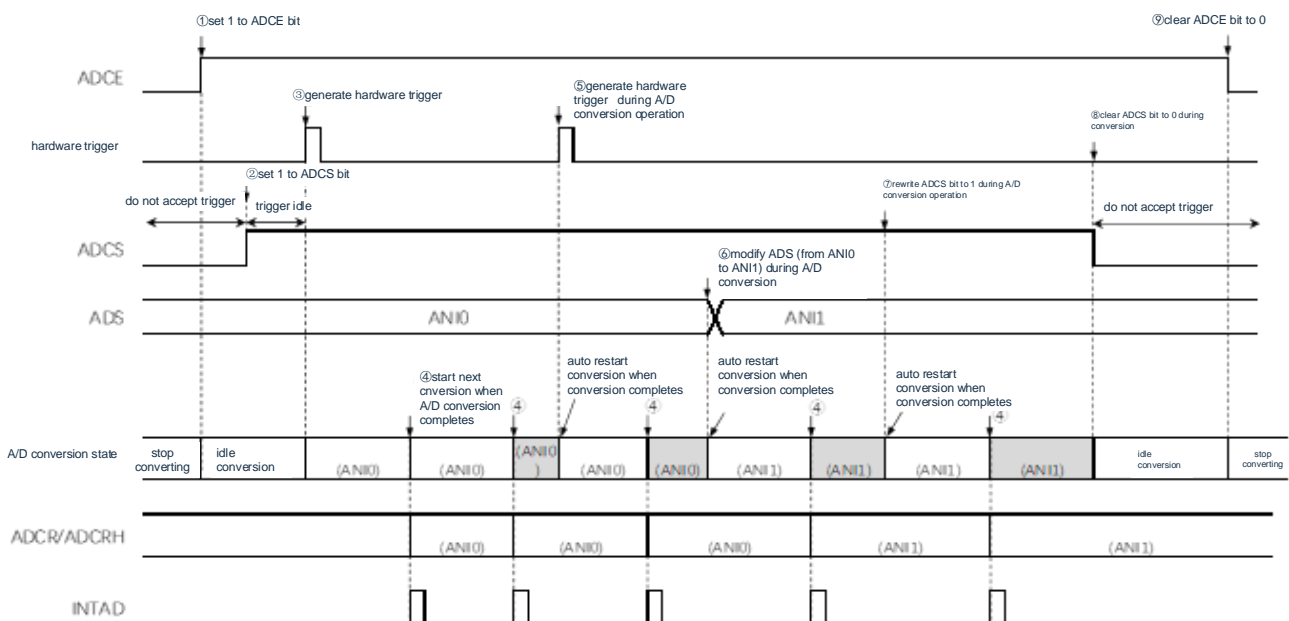 ①set 1 to ADCE bit
⑨clear ADCE bit to 0
ADCE
③generate hardware trigger
⑤generate hardware
trigger during A/D
conversion operation
⑧clear ADCS bit to 0 during
conversion
hardware trigger
②set 1 to ADCS bit
⑦rewrite ADCS bit to 1 during A/D
conversion operation
do not accept trigger
trigger idle
do not accept trigger
ADCS
⑥modify ADS (from ANI0
to ANI1) during A/D
conversion
ADS
ANI0
ANI1
④start next
cnversion when
A/D conversion
completes
④
auto restart
conversion when
conversion completes
④
auto restart
conversion when
conversion completes
④
auto restart
conversion when
conversion completes
④
A/D conversion state
stop
converting
idle
conversion
(ANI0)
(ANI0)
(ANI0
)
(ANI0)
(ANI0)
(ANI1)
(ANI1)
(ANI1)
(ANI1)
idle
conversion
stop
converting
ADCR/ADCRH
(ANI0)
(ANI0)
(ANI0)
(ANI1)
(ANI1)
INTAD